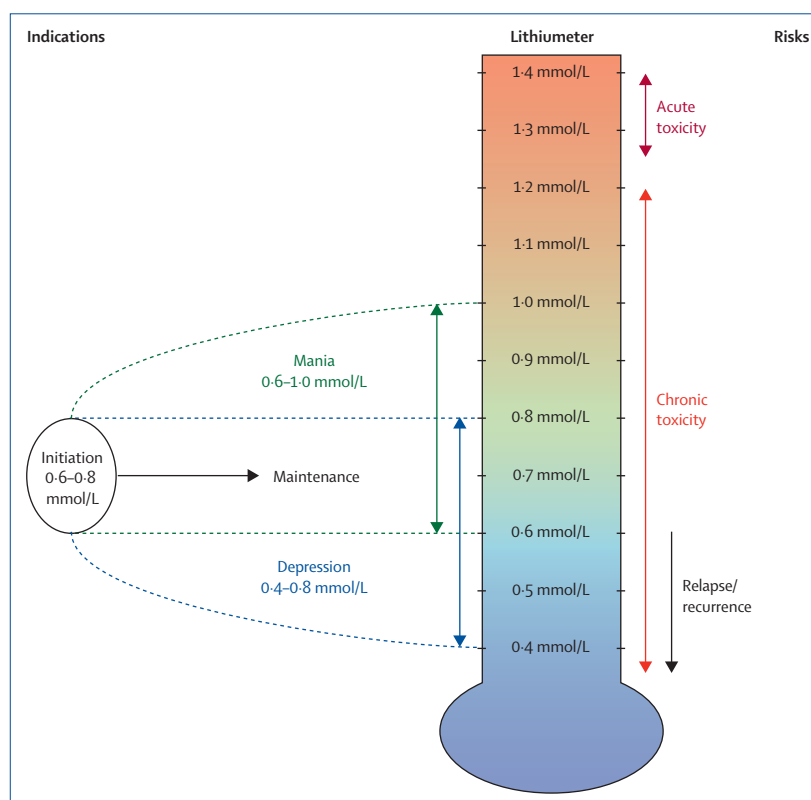 Indications
Lithiumeter
Risks
1·4 mmol/L
Acute
toxicity
1·3 mmol/L
1·2 mmol/L
1·1 mmol/L
1·0 mmol/L
Mania
0·6–1·0 mmol/L
0·9 mmol/L
Chronic
toxicity
0·8 mmol/L
Initiation
0·6–0·8
mmol/L
Maintenance
0·7 mmol/L
0·6 mmol/L
Depression
0·4–0·8 mmol/L
0·5 mmol/L
Relapse/
recurrence
0·4 mmol/L